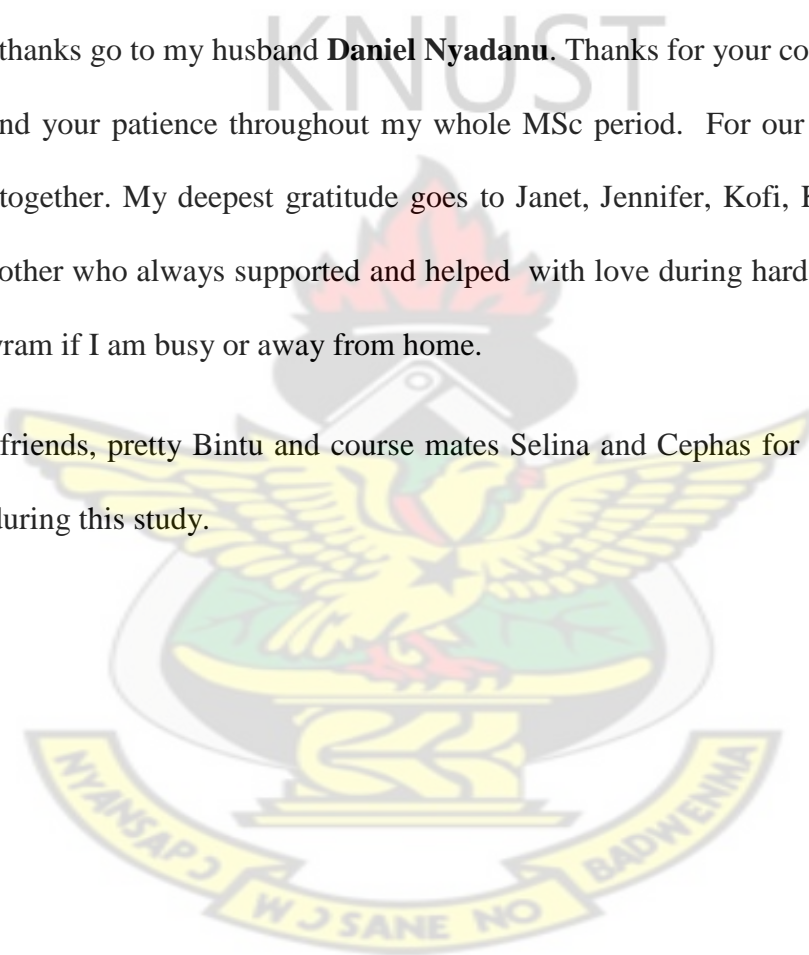 KNUST
thanks go to my husband Daniel Nyadanu. Thanks for your co
nd your patience throughout my whole MSc period. For our
together. My deepest gratitude goes to Janet, Jennifer, Kofi,
other who always supported and helped with love during hard
ram if I am busy or away from home.
friends, pretty Bintu and course mates Selina and Cephas for
during this study.
NYANSAPƆ WƆSANE NO BADWENMA